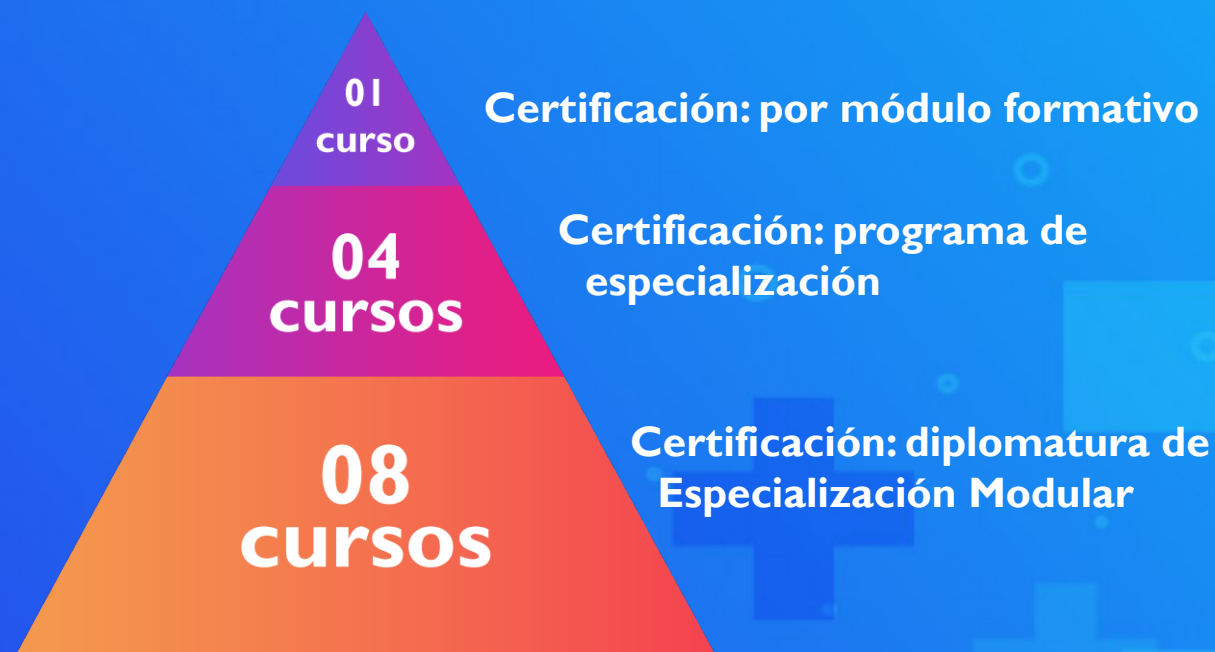 01
curso
Certificación: por módulo formativo
04
cursos
Certificación: programa de
especialización
08
cursos
Certificación: diplomatura de
Especialización Modular